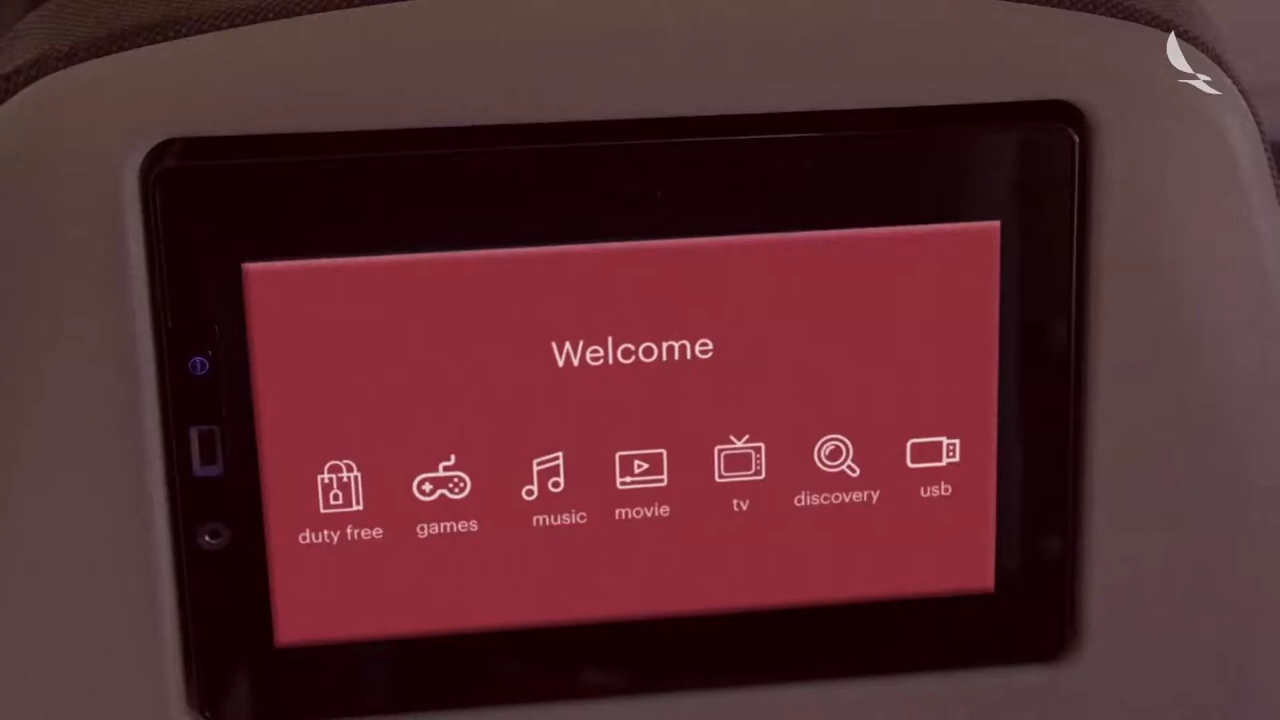 Welcome
duty free
games
music
movie
tv
discovery
usb